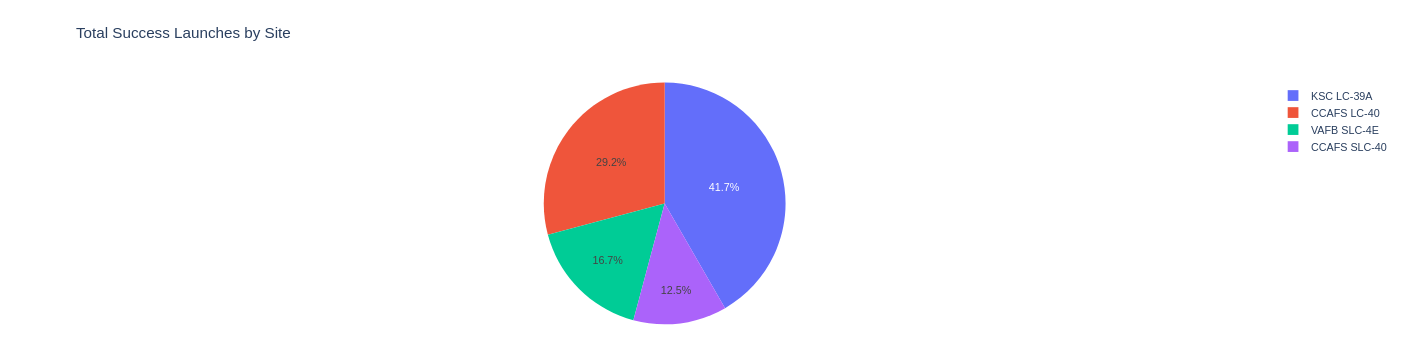 Total Success Launches by Site
KSC LC-39A
CCAFS LC-40
VAFB SLC-4E
CCAFS SLC-40
29.2%
41.7%
16.7%
12.5%